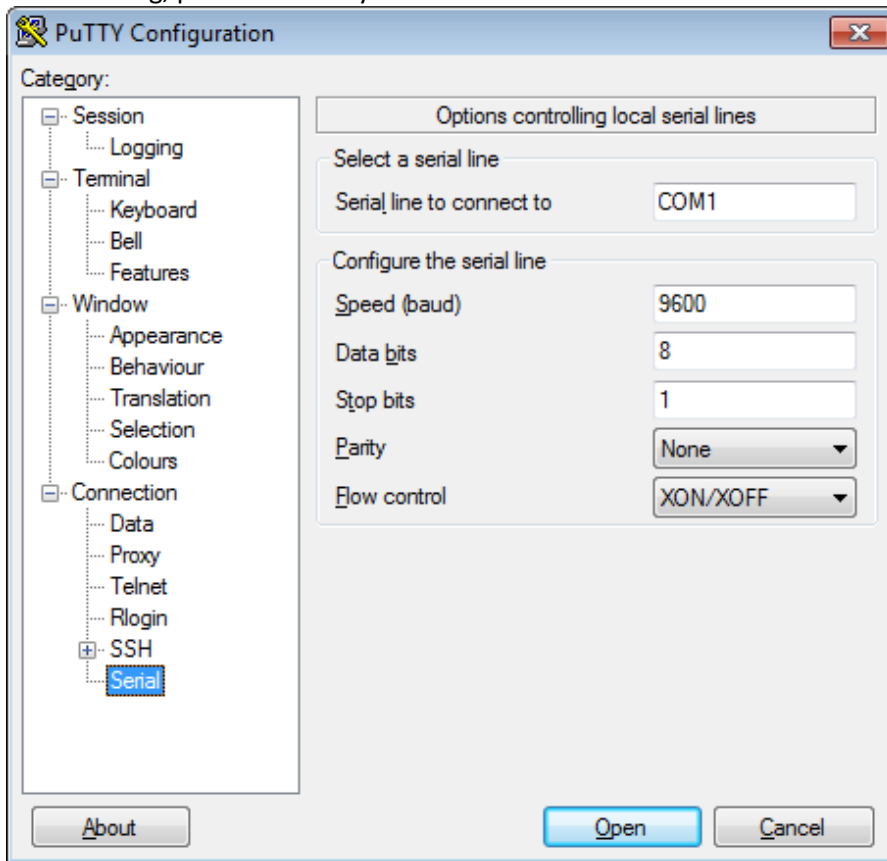 PuTTY Configuration
Category:
Session
Logging
Terminal
Keyboard
Bell
Features
Window
Appearance
Behaviour
Translation
Selection
Colours
Connection
Data
Proxy
Telnet
Rlogin
SSH
Serial
Options controlling local serial lines
Select a serial line
Serial line to connect to COM1
Configure the serial line
Speed (baud) 9600
Data bits 8
Stop bits 1
Parity None
Flow control XON/XOFF
About Open Cancel